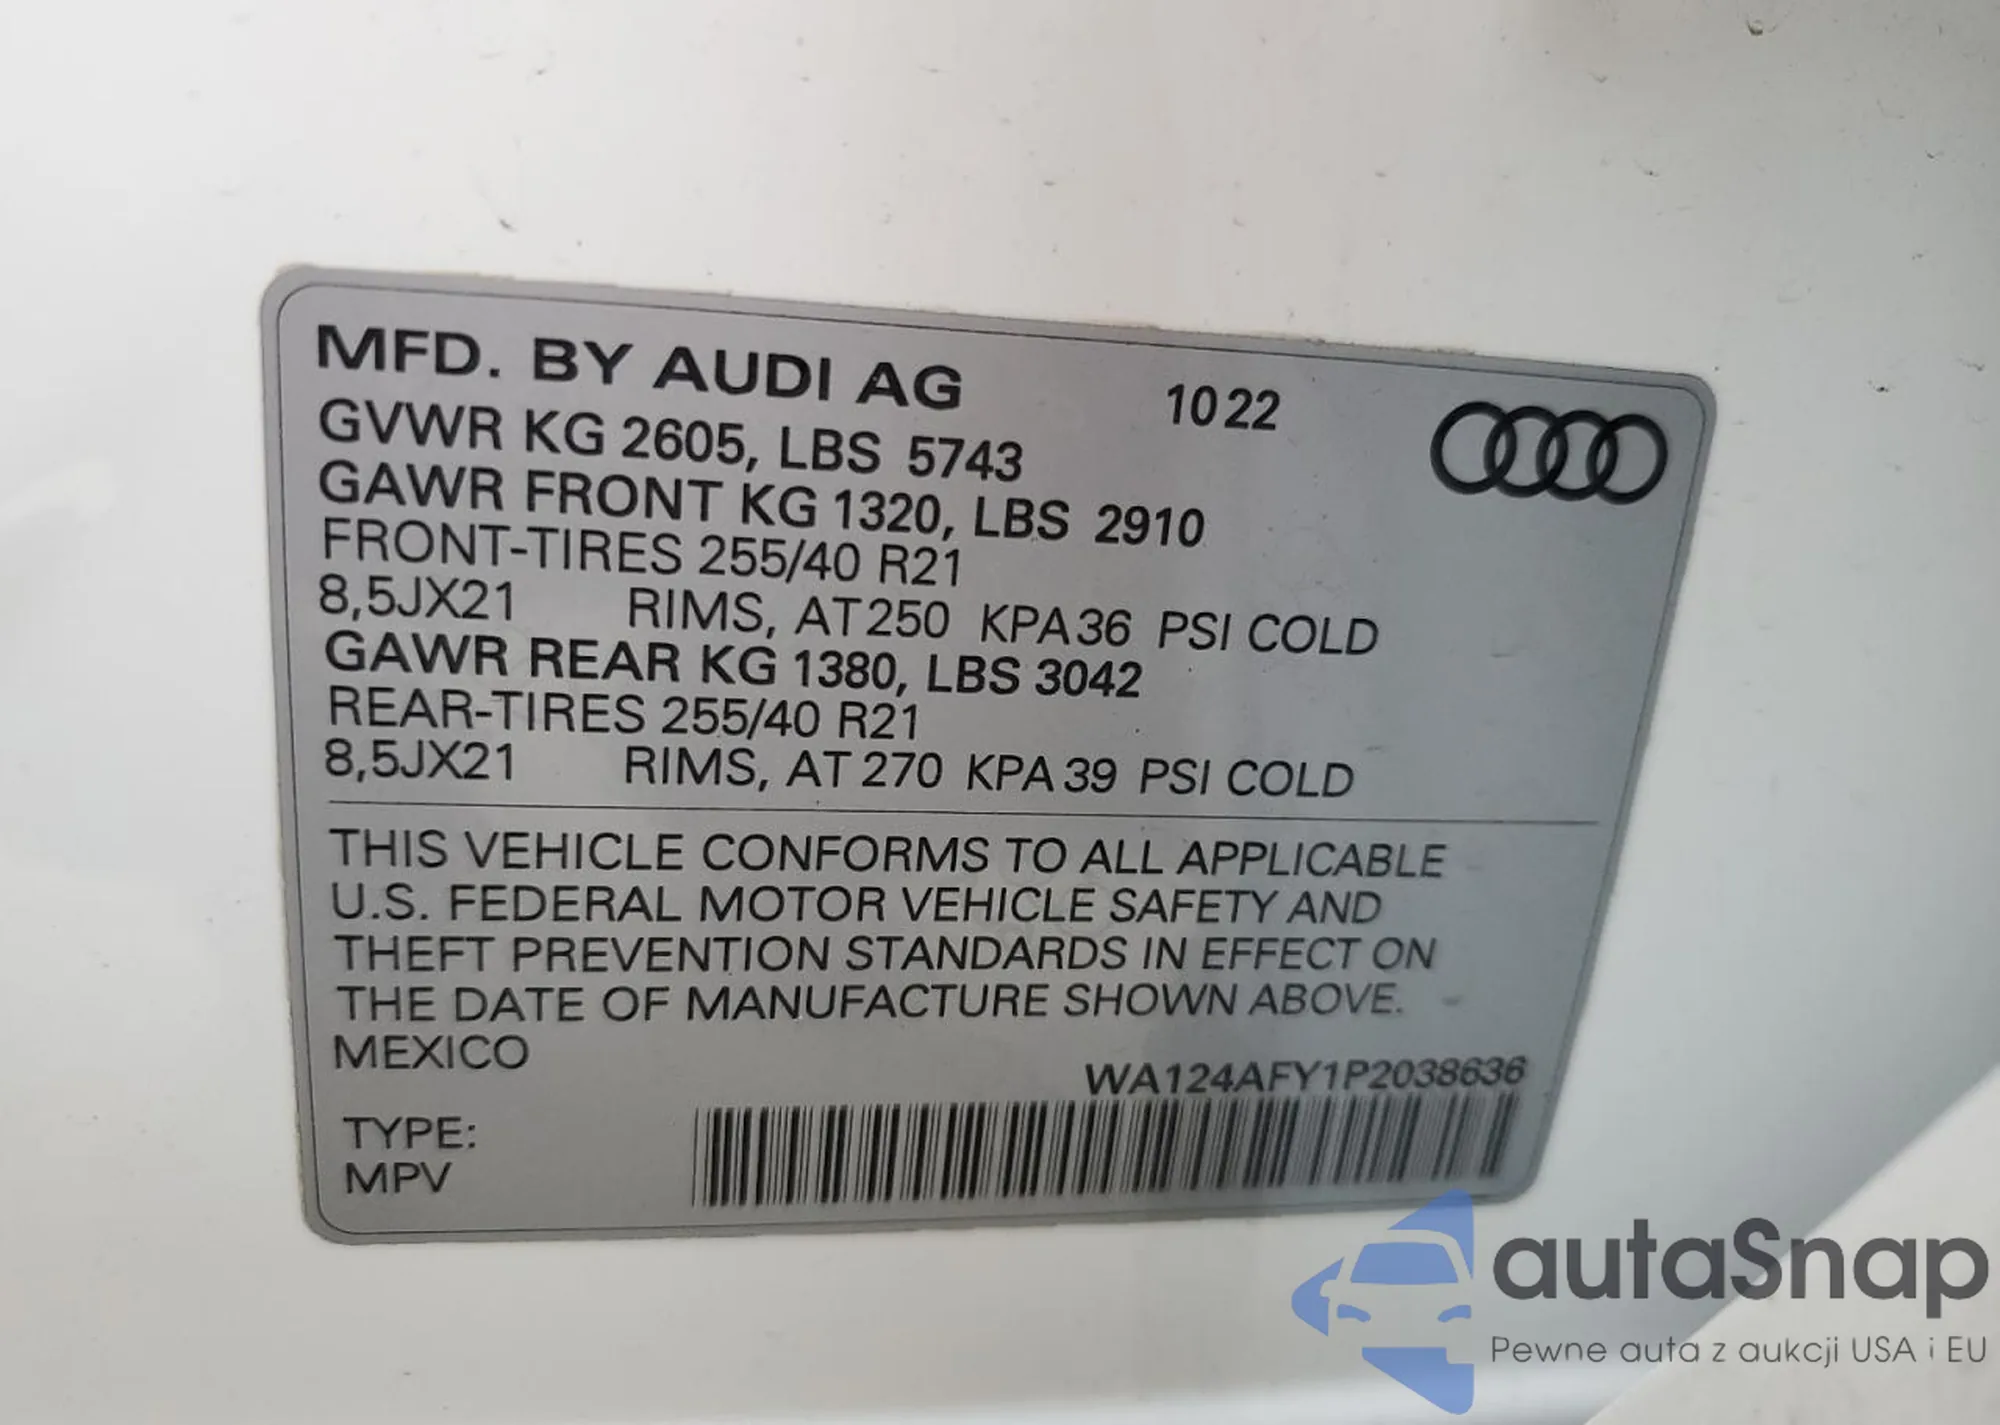 MFD. BY AUDI AG 10 22
GVWR KG 2605, LBS 5743
GAWR FRONT KG 1320, LBS 2910
FRONT-TIRES 255/40 R21
8,5JX21 RIMS, AT 250 KPA 36 PSI COLD
GAWR REAR KG 1380, LBS 3042
REAR-TIRES 255/40 R21
8,5JX21 RIMS, AT 270 KPA 39 PSI COLD
THIS VEHICLE CONFORMS TO ALL APPLICABLE
U.S. FEDERAL MOTOR VEHICLE SAFETY AND
THEFT PREVENTION STANDARDS IN EFFECT ON
THE DATE OF MANUFACTURE SHOWN ABOVE.
MEXICO
WA124AFY1P2038636
TYPE:
MPV
autaSnap
Pewne auta z aukcji USA i EU